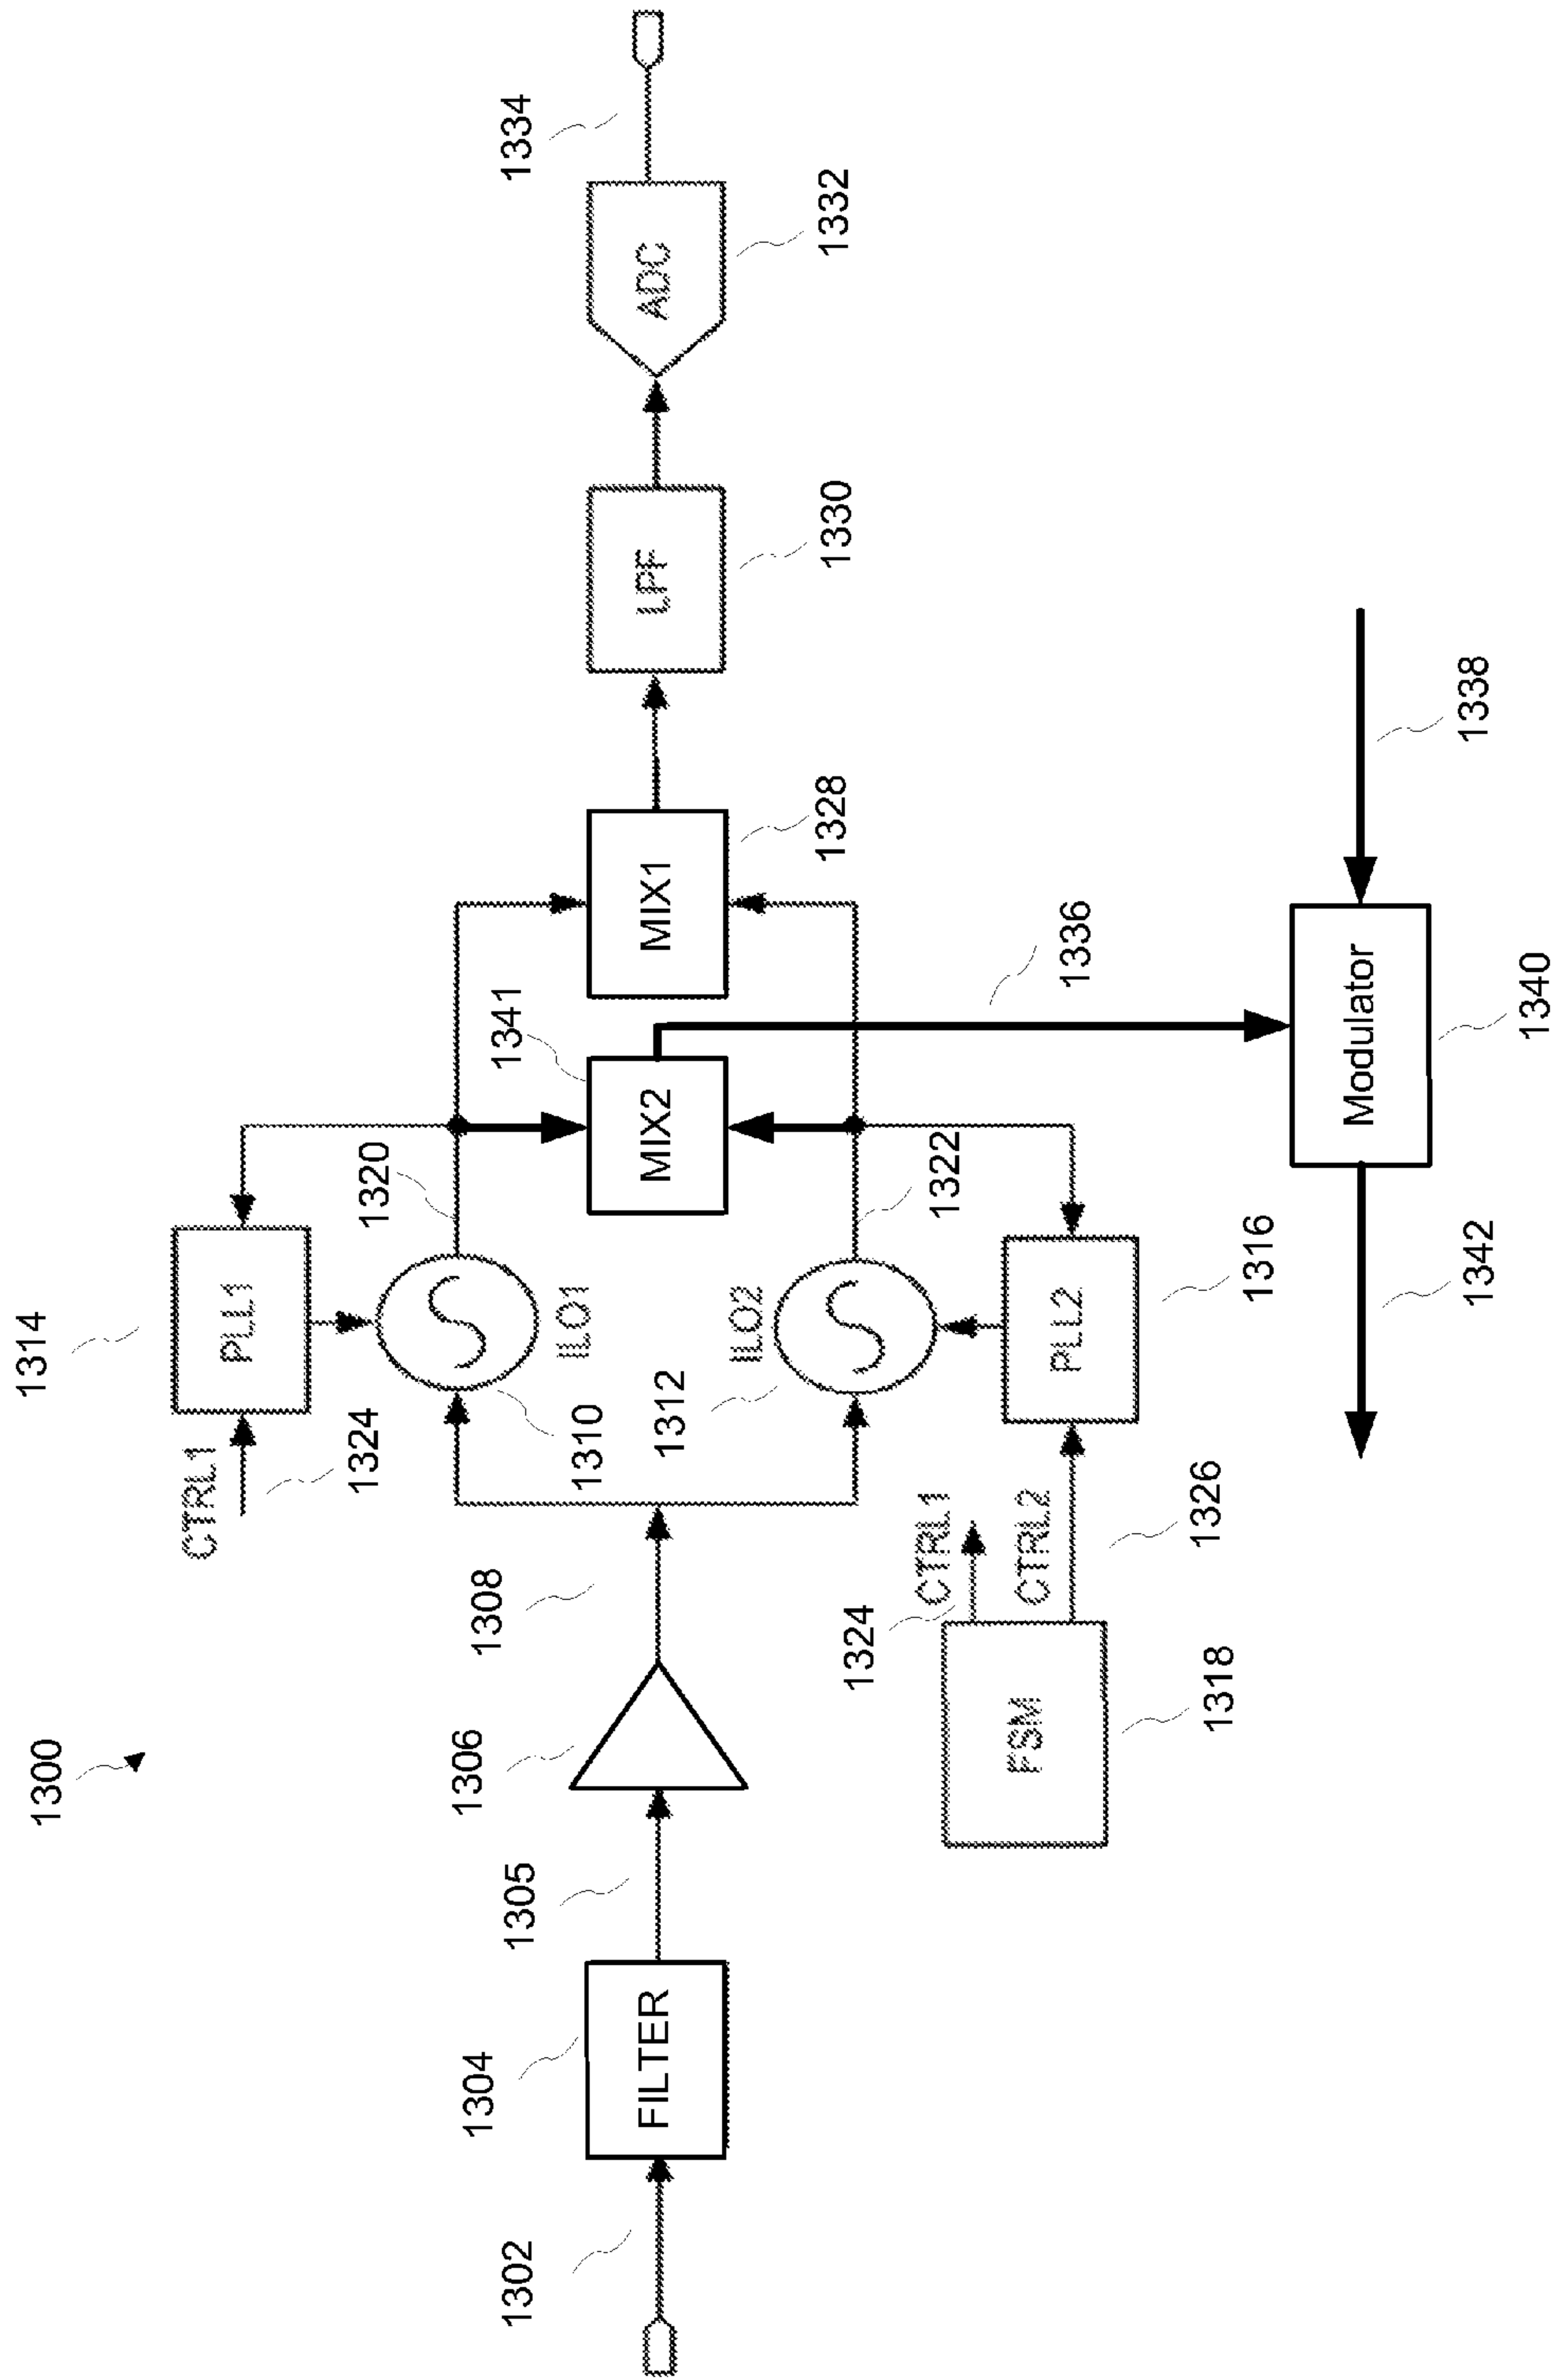 1300
1302
1304
FILTER
1305
1306
1308
CTRL1
1324
1314
PLL1
1310
ILO1
1320
1312
ILO2
1322
1324
CTRL1
CTRL2
1326
FSM
1318
PLL2
1316
1341
MIX2
MIX1
1328
1336
LPF
1330
ADC
1332
1334
1338
Modulator
1340
1342